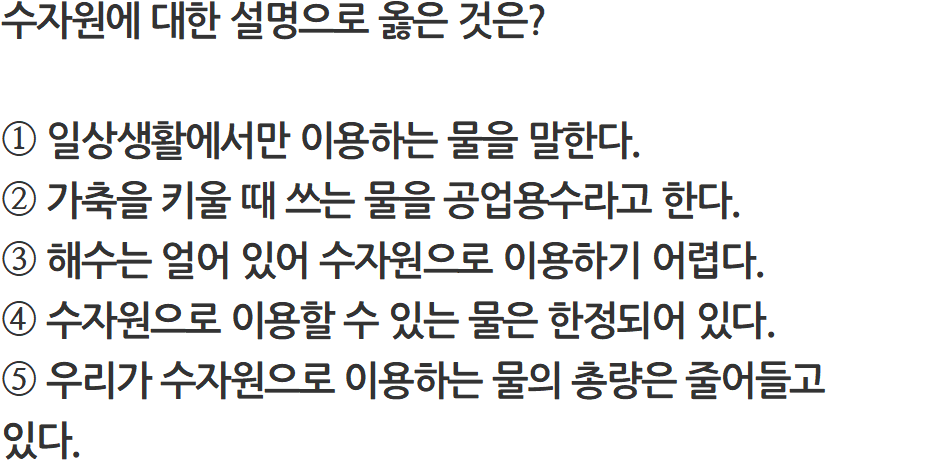 수자원에 대한 설명으로 옳은 것은?
① 일상생활에서만 이용하는 물을 말한다.
② 가축을 키울 때 쓰는 물을 공업용수라고 한다.
③ 해수는 얼어 있어 수자원으로 이용하기 어렵다.
④ 수자원으로 이용할 수 있는 물은 한정되어 있다.
⑤ 우리가 수자원으로 이용하는 물의 총량은 줄어들고
있다.